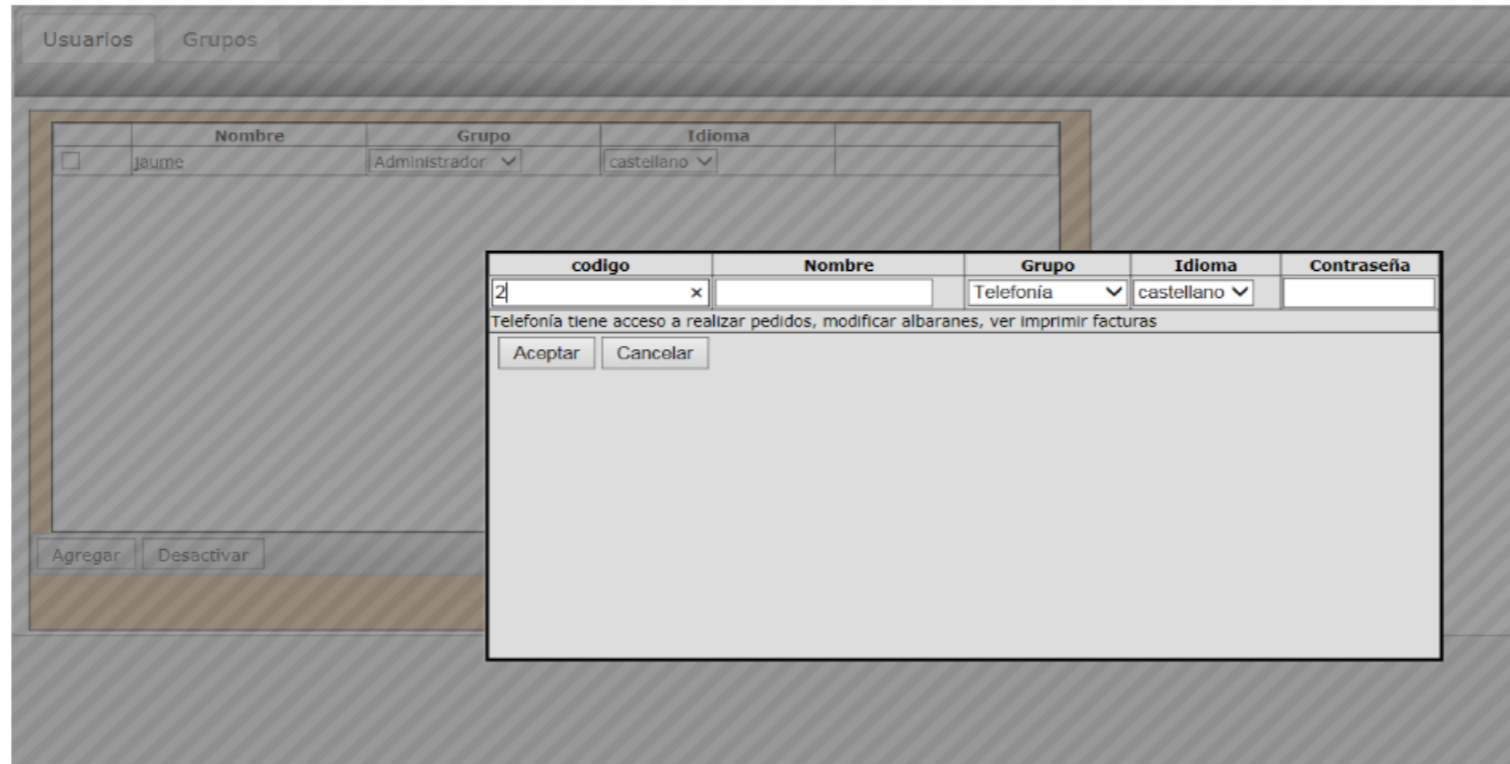 Usuarios Grupos
Nombre Grupo Idioma
jaume Administrador castellano
codigo Nombre Grupo Idioma Contraseña
2 × Telefonía castellano
Telefonía tiene acceso a realizar pedidos, modificar albaranes, ver imprimir facturas
Aceptar Cancelar
Agregar Desactivar